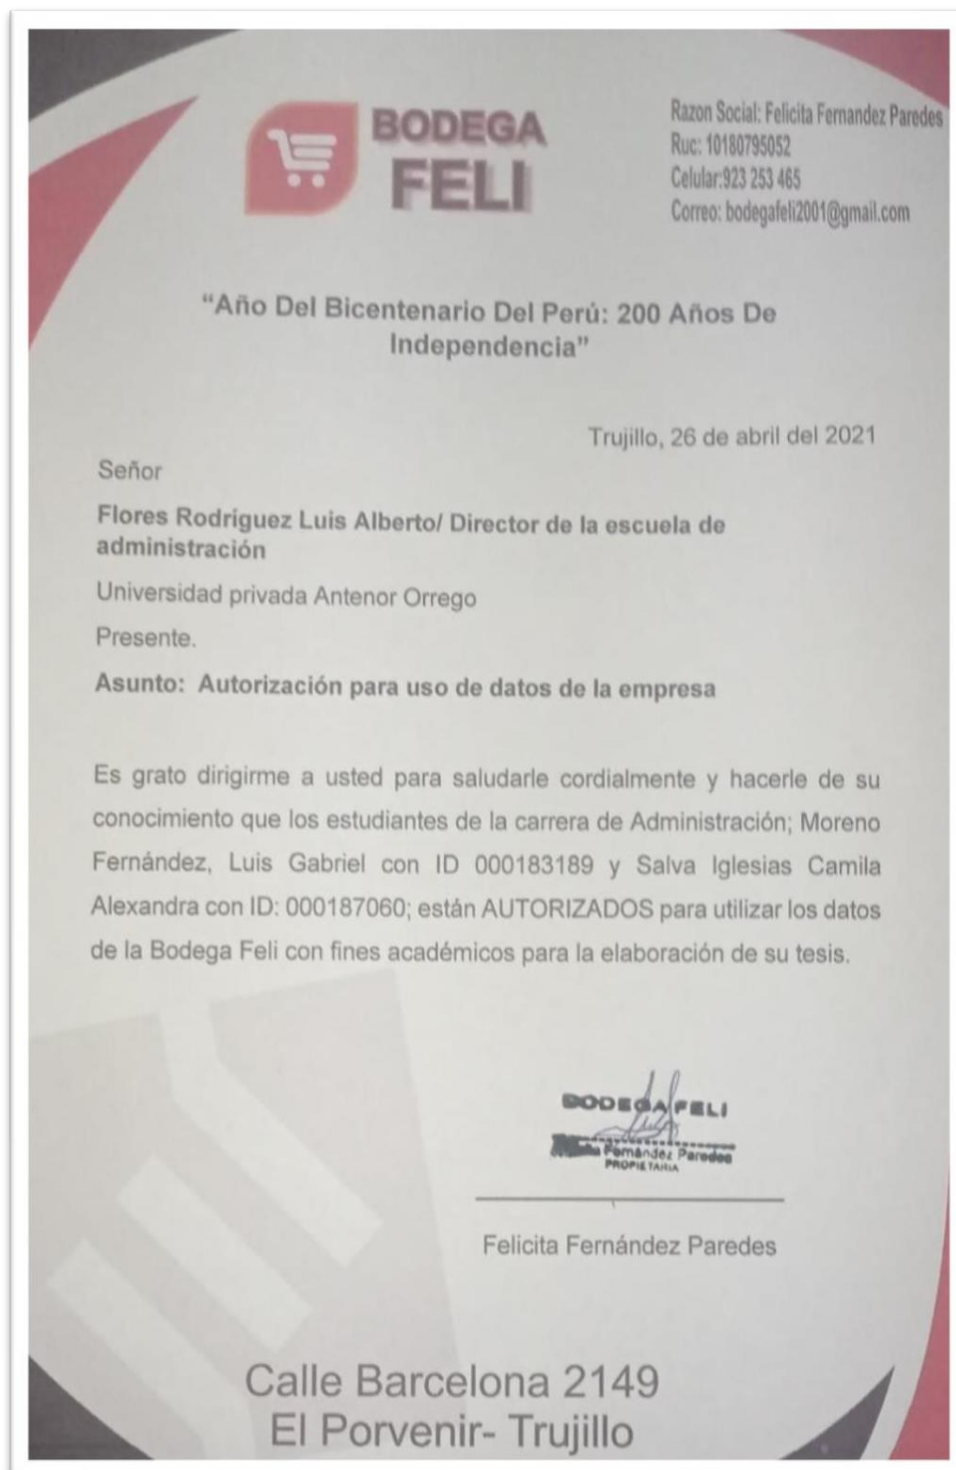 BODEGA
FELI
Razon Social: Felicita Fernandez Paredes
Ruc: 10180795052
Celular:923 253 465
Correo: bodegafeli2001@gmail.com
“Año Del Bicentenario Del Perú: 200 Años De
Independencia”
Trujillo, 26 de abril del 2021
Señor
Flores Rodríguez Luis Alberto/ Director de la escuela de
administración
Universidad privada Antenor Orrego
Presente.
Asunto: Autorización para uso de datos de la empresa
Es grato dirigirme a usted para saludarle cordialmente y hacerle de su
conocimiento que los estudiantes de la carrera de Administración; Moreno
Fernández, Luis Gabriel con ID 000183189 y Salva Iglesias Camila
Alexandra con ID: 000187060; están AUTORIZADOS para utilizar los datos
de la Bodega Feli con fines académicos para la elaboración de su tesis.
BODEGA FELI
Fernández Paredes
PROPIETARIA
Felicita Fernández Paredes
Calle Barcelona 2149
El Porvenir- Trujillo